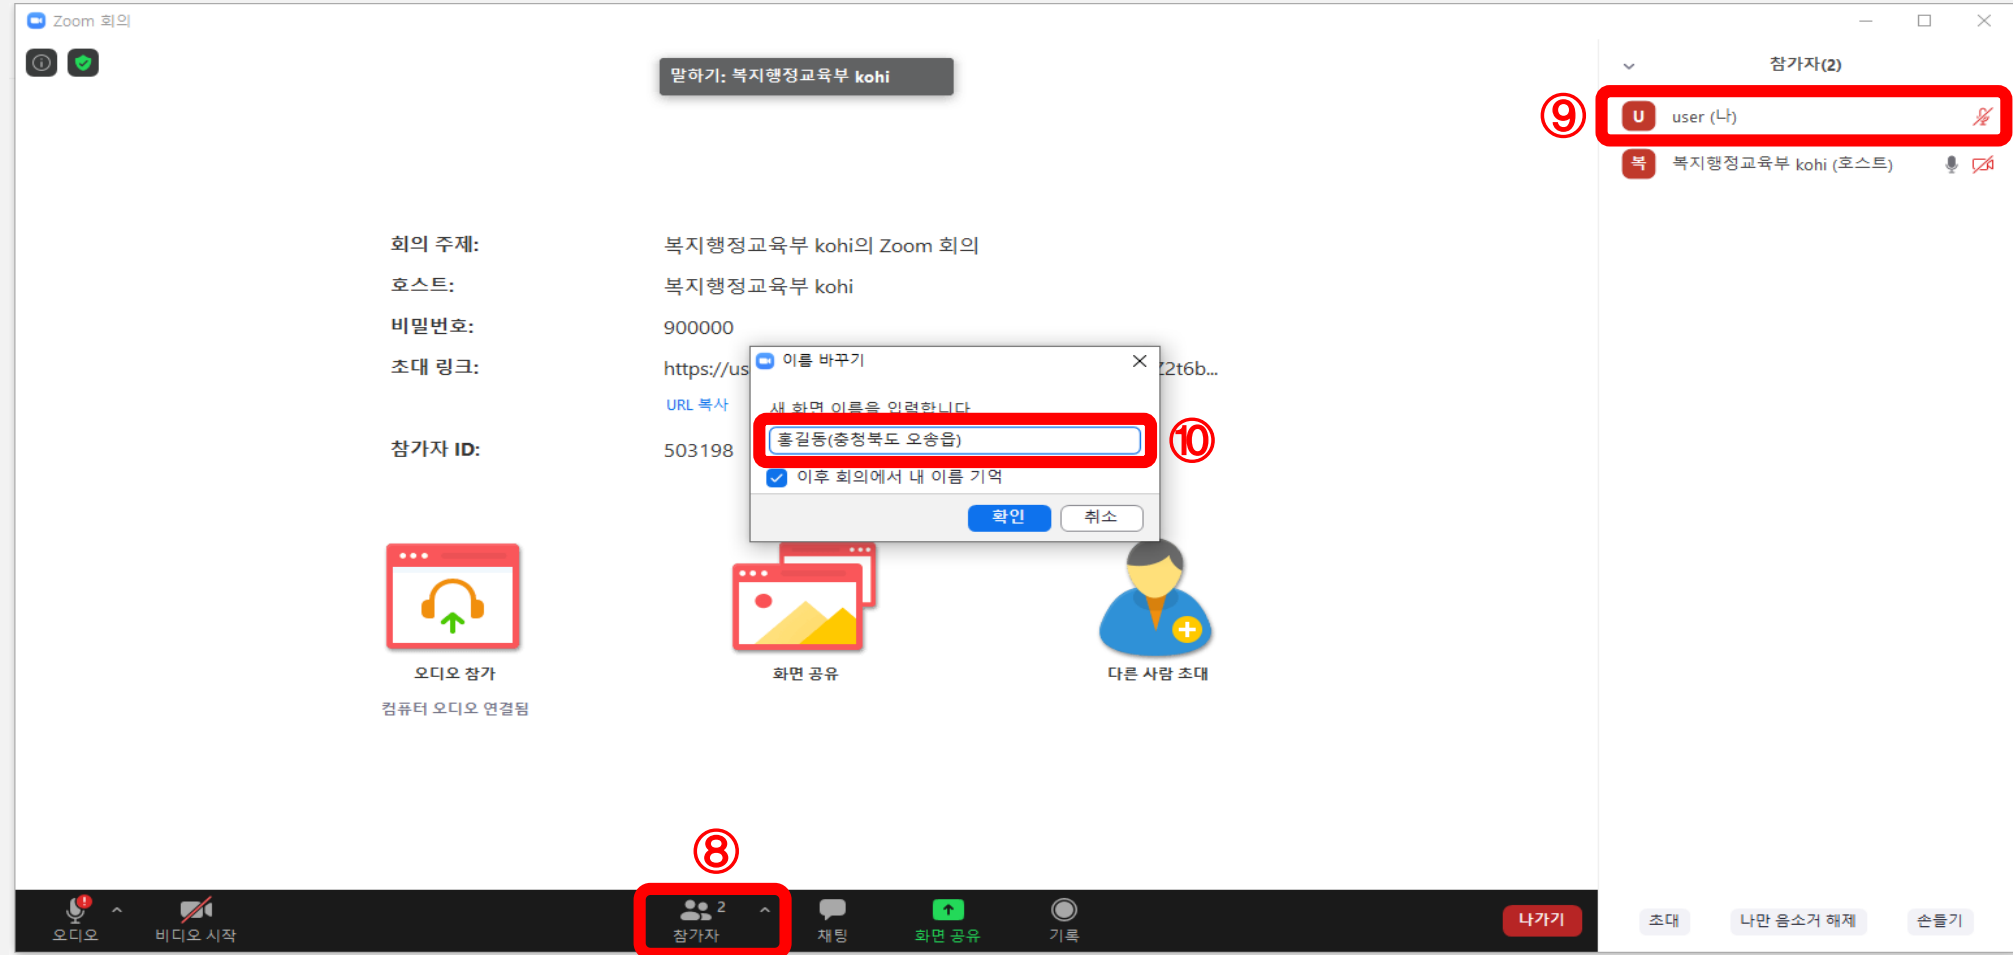 Zoom 회의
말하기: 복지행정교육부 kohi
참가자(2)
⑨
U user (나)
복 복지행정교육부 kohi (호스트)
회의 주제: 복지행정교육부 kohi의 Zoom 회의
호스트: 복지행정교육부 kohi
비밀번호: 900000
초대 링크: https://us
Z2t6b...
URL 복사
참가자 ID: 503198
이름 바꾸기
새 화면 이름을 입력합니다
홍길동(충청북도 오송읍)
⑩
이후 회의에서 내 이름 기억
확인 취소
오디오 참가
컴퓨터 오디오 연결됨
화면 공유
다른 사람 초대
⑧
오디오
비디오 시작
2
참가자
채팅
화면 공유
기록
나가기
초대
나만 음소거 해제
손들기